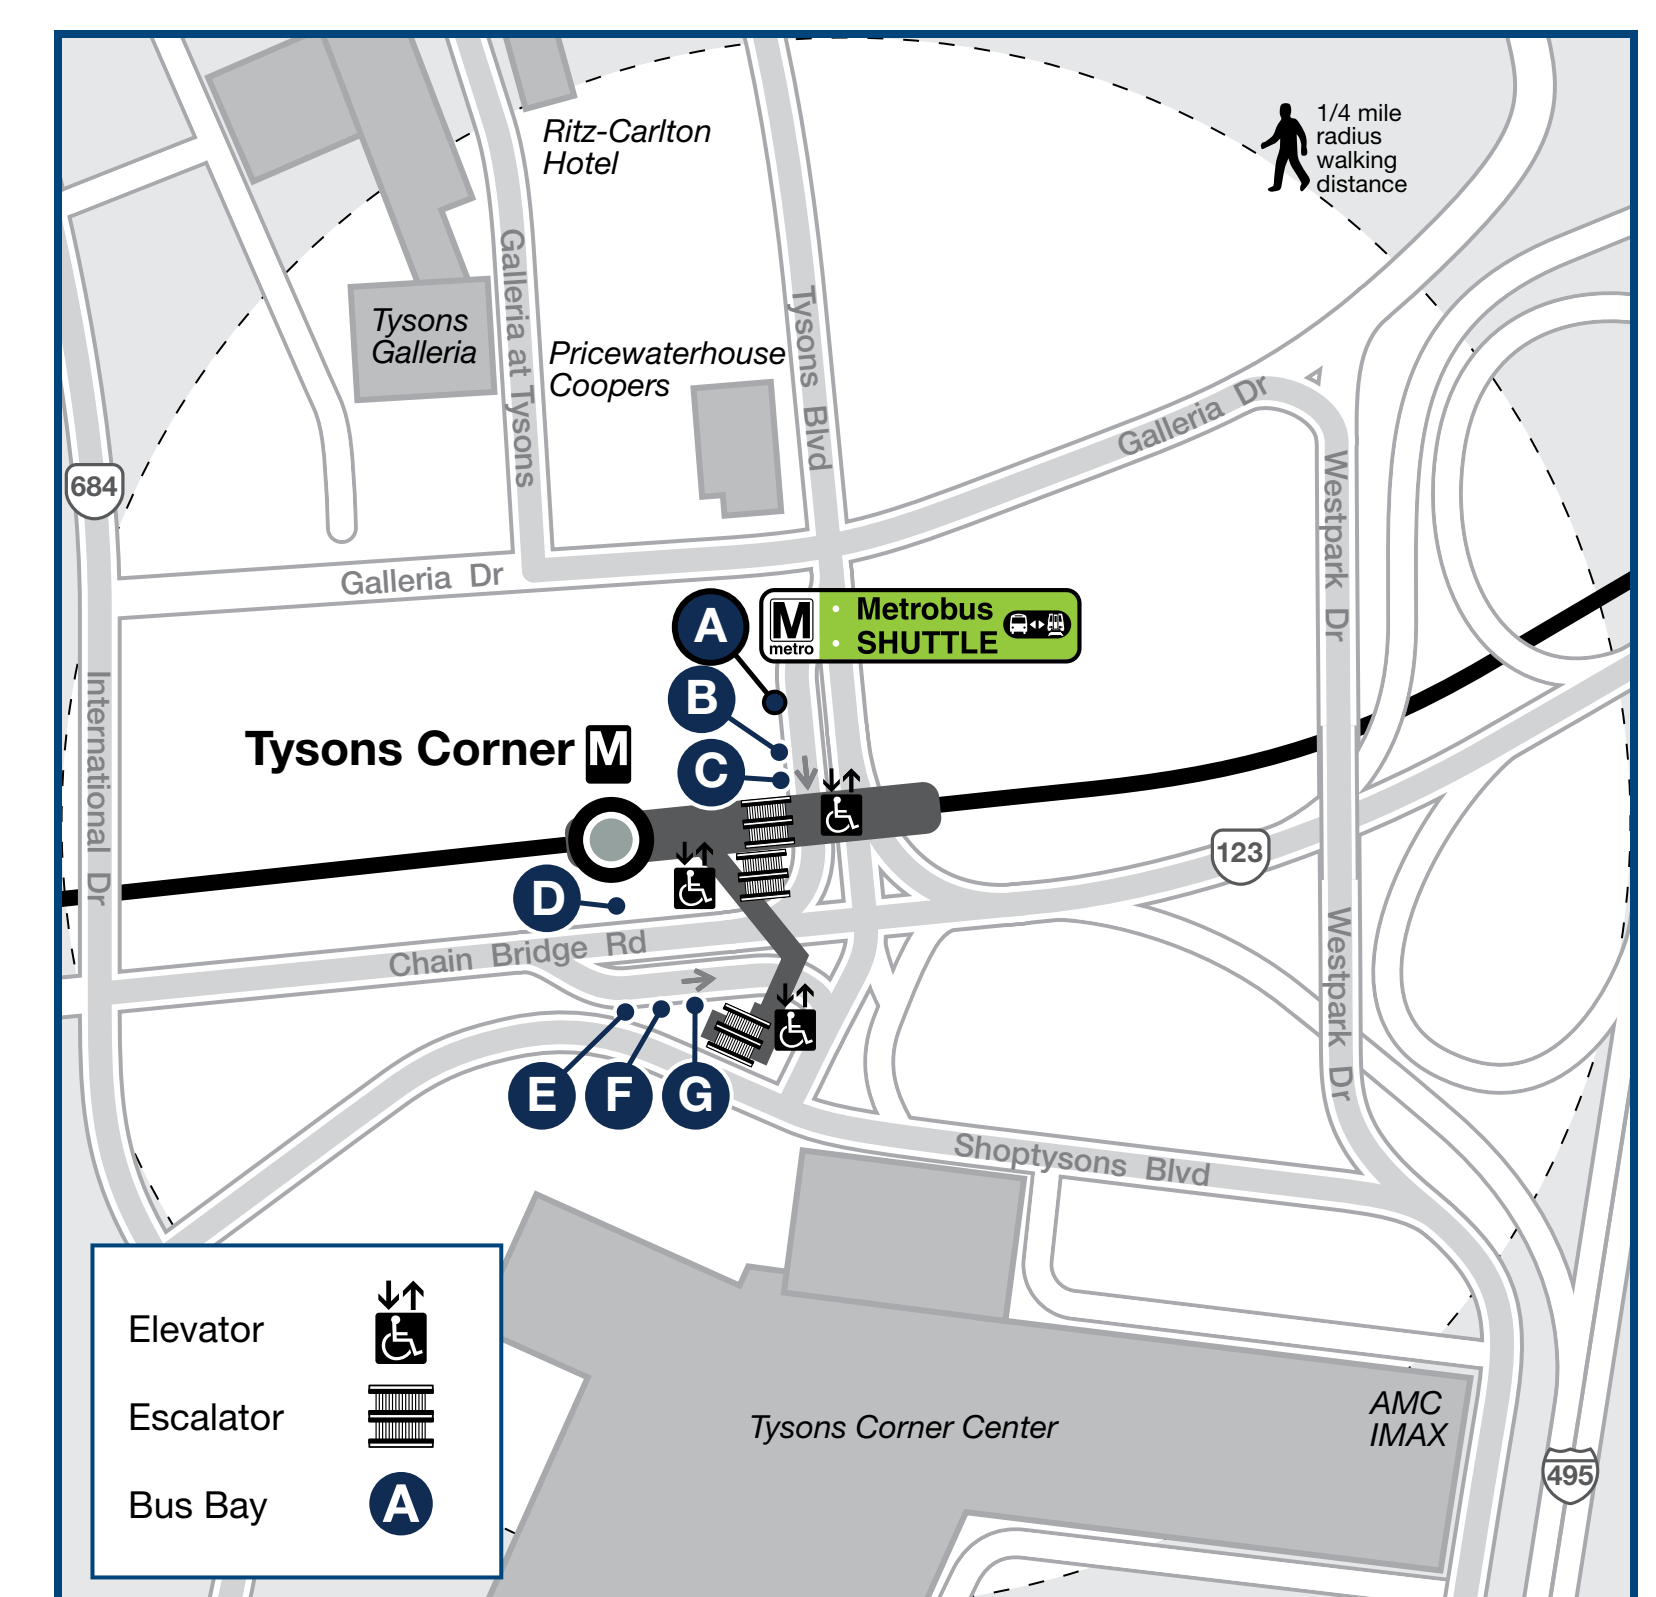 1/4 mile
radius
walking
distance
Ritz-Carlton
Hotel
Galleria at Tysons
Tysons Blvd
Tysons
Galleria
Pricewaterhouse
Coopers
Galleria Dr
684
Westpark Dr
Galleria Dr
A
M
metro
· Metrobus
· SHUTTLE
B
International Dr
Tysons Corner M
C
123
D
Chain Bridge Rd
Westpark Dr
E F G
Shoptysons Blvd
Elevator
Escalator
Bus Bay A
Tysons Corner Center
AMC
IMAX
495